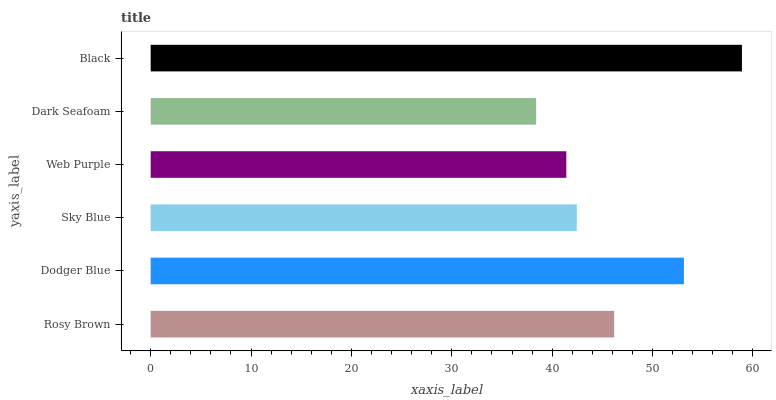 title
Black
Dark Seafoam
Web Purple
Sky Blue
Dodger Blue
Rosy Brown
yaxis_label
0 10 20 30 40 50 60
xaxis_label